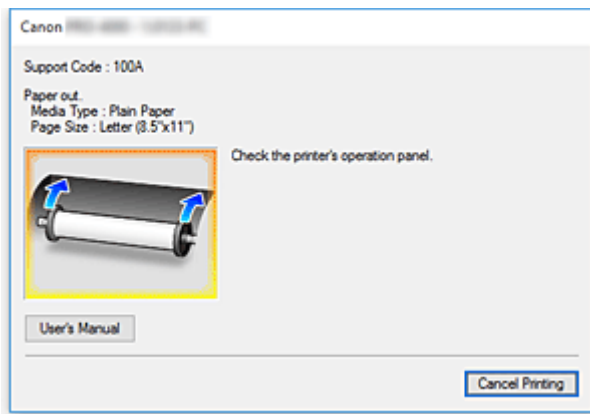 Canon
Support Code : 100A
Paper out.
Media Type : Plain Paper
Page Size : Letter (8.5"x11")
Check the printer's operation panel.
User's Manual
Cancel Printing